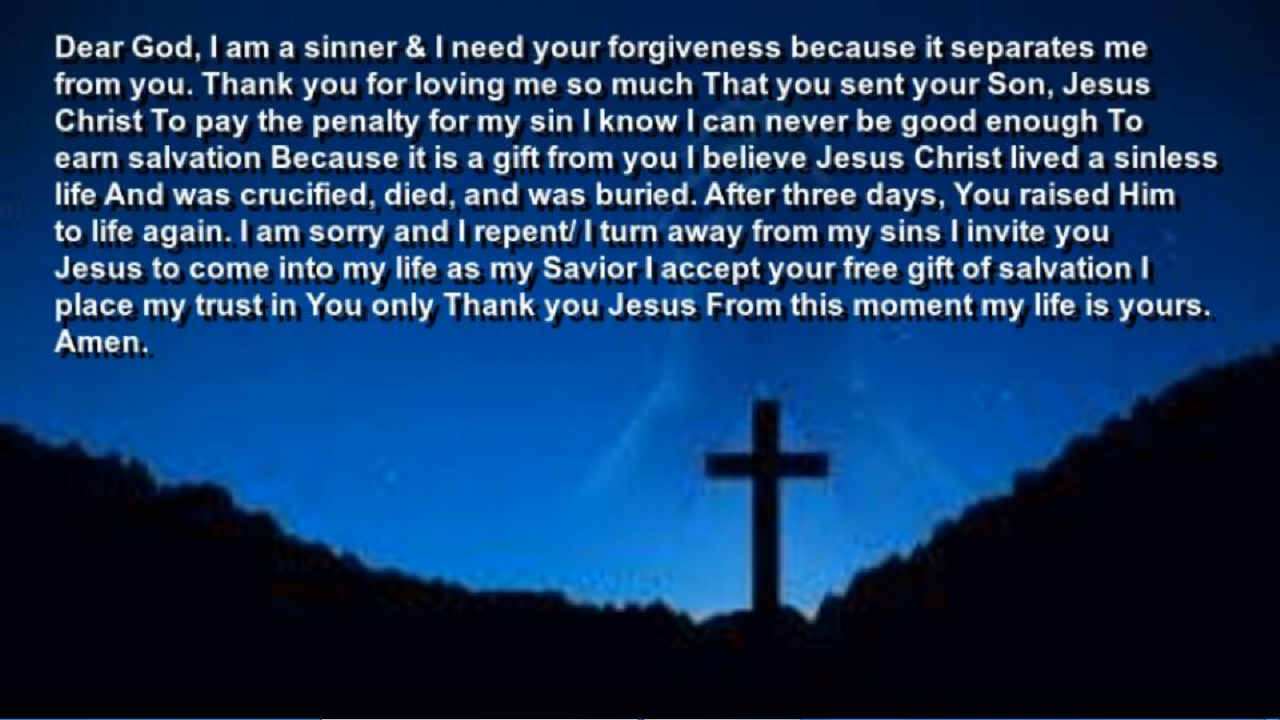 Dear God, I am a sinner & I need your forgiveness because it separates me
from you. Thank you for loving me so much That you sent your Son, Jesus
Christ To pay the penalty for my sin I know I can never be good enough To
earn salvation Because it is a gift from you I believe Jesus Christ lived a sinless
life And was crucified, died, and was buried. After three days, You raised Him
to life again. I am sorry and I repent/ I turn away from my sins I invite you
Jesus to come into my life as my Savior I accept your free gift of salvation I
place my trust in You only Thank you Jesus From this moment my life is yours.
Amen.